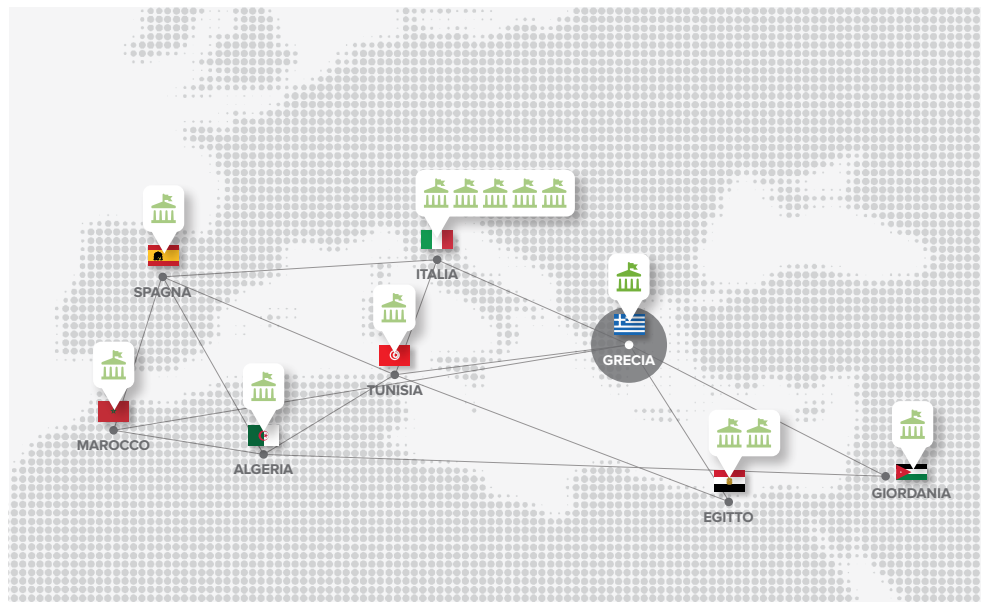 ITALIA
SPAGNA
GRECIA
TUNISIA
MAROCCO
ALGERIA
GIORDANIA
EGITTO